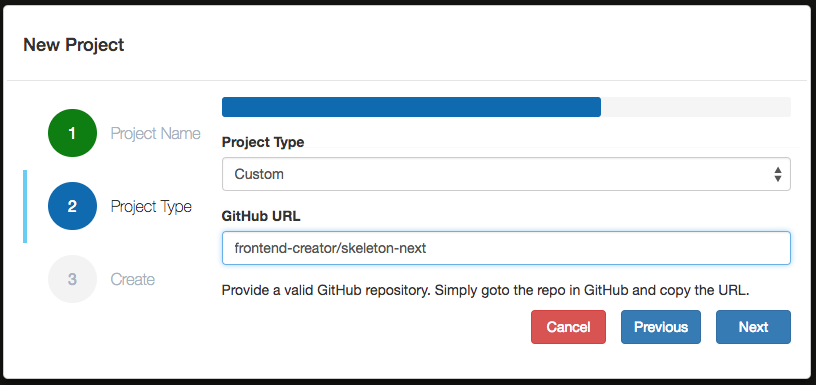 New Project
1 Project Name
2 Project Type
3 Create
Project Type
Custom
GitHub URL
frontend-creator/skeleton-next
Provide a valid GitHub repository. Simply goto the repo in GitHub and copy the URL.
Cancel Previous Next